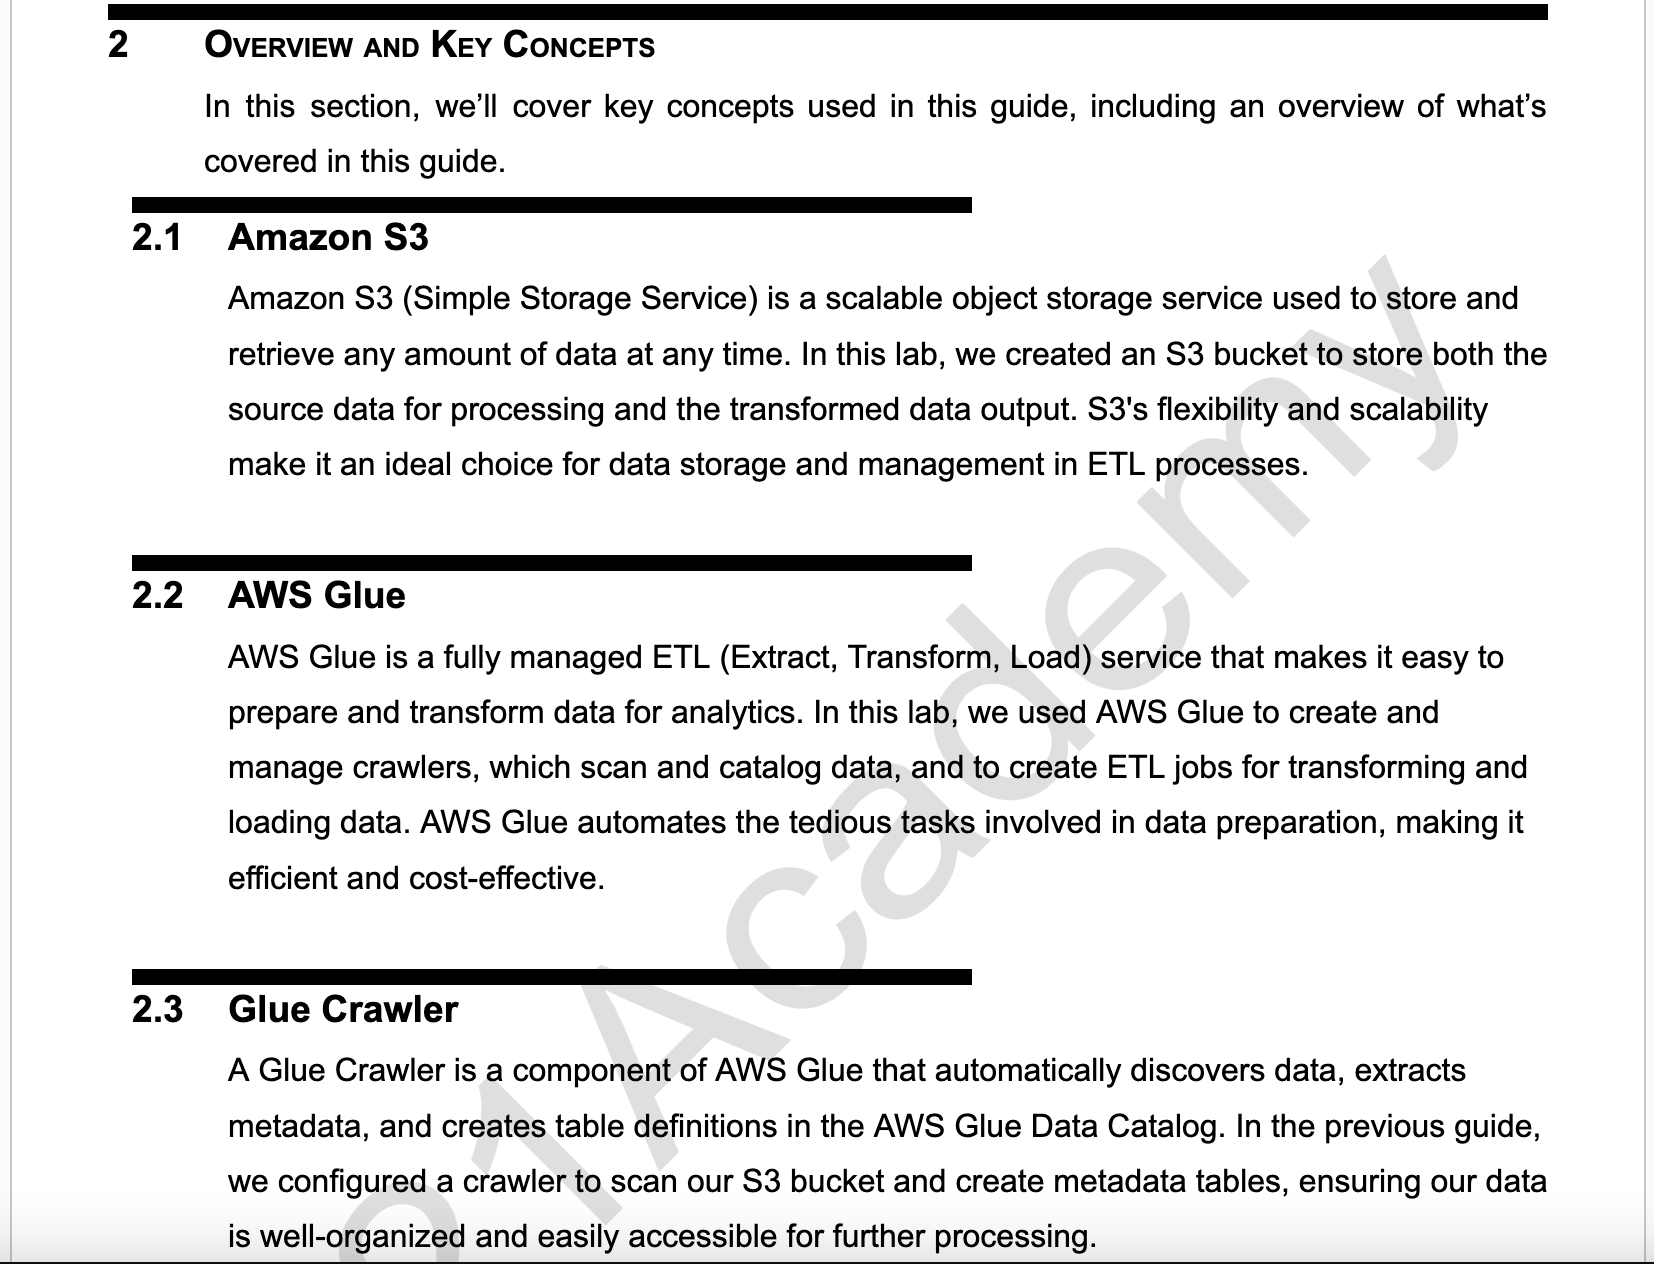 2 OVERVIEW AND KEY CONCEPTS
In this section, we’ll cover key concepts used in this guide, including an overview of what’s
covered in this guide.
2.1 Amazon S3
Amazon S3 (Simple Storage Service) is a scalable object storage service used to store and
retrieve any amount of data at any time. In this lab, we created an S3 bucket to store both the
source data for processing and the transformed data output. S3's flexibility and scalability
make it an ideal choice for data storage and management in ETL processes.
2.2 AWS Glue
AWS Glue is a fully managed ETL (Extract, Transform, Load) service that makes it easy to
prepare and transform data for analytics. In this lab, we used AWS Glue to create and
manage crawlers, which scan and catalog data, and to create ETL jobs for transforming and
loading data. AWS Glue automates the tedious tasks involved in data preparation, making it
efficient and cost-effective.
2.3 Glue Crawler
A Glue Crawler is a component of AWS Glue that automatically discovers data, extracts
metadata, and creates table definitions in the AWS Glue Data Catalog. In the previous guide,
we configured a crawler to scan our S3 bucket and create metadata tables, ensuring our data
is well-organized and easily accessible for further processing.
1Academy